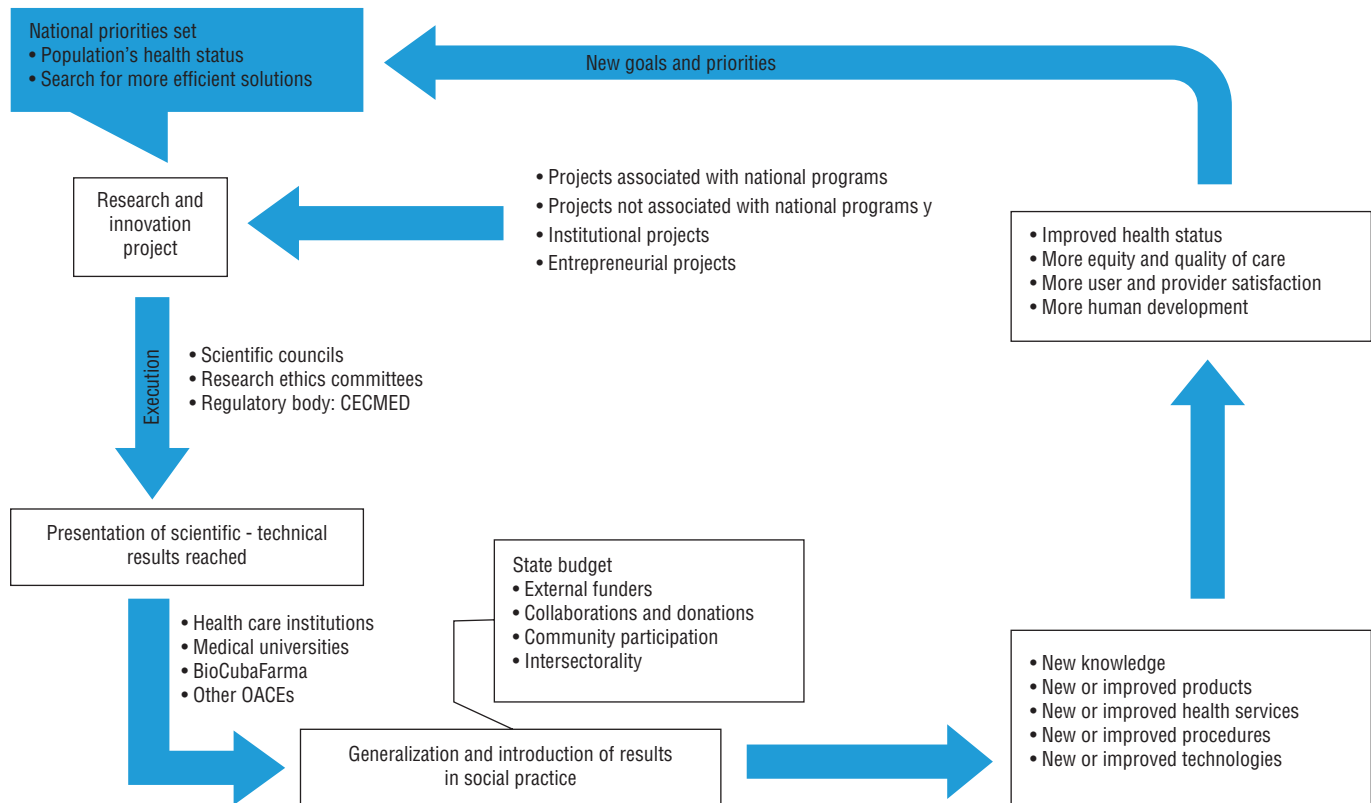 National priorities set
• Population's health status
• Search for more efficient solutions
New goals and priorities
Research and
innovation
project
• Projects associated with national programs
• Projects not associated with national programs y
• Institutional projects
• Entrepreneurial projects
• Improved health status
• More equity and quality of care
• More user and provider satisfaction
• More human development
Execution
• Scientific councils
• Research ethics committees
• Regulatory body: CECMED
Presentation of scientific - technical
results reached
• Health care institutions
• Medical universities
• BioCubaFarma
• Other OACEs
State budget
• External funders
• Collaborations and donations
• Community participation
• Intersectorality
Generalization and introduction of results
in social practice
• New knowledge
• New or improved products
• New or improved health services
• New or improved procedures
• New or improved technologies